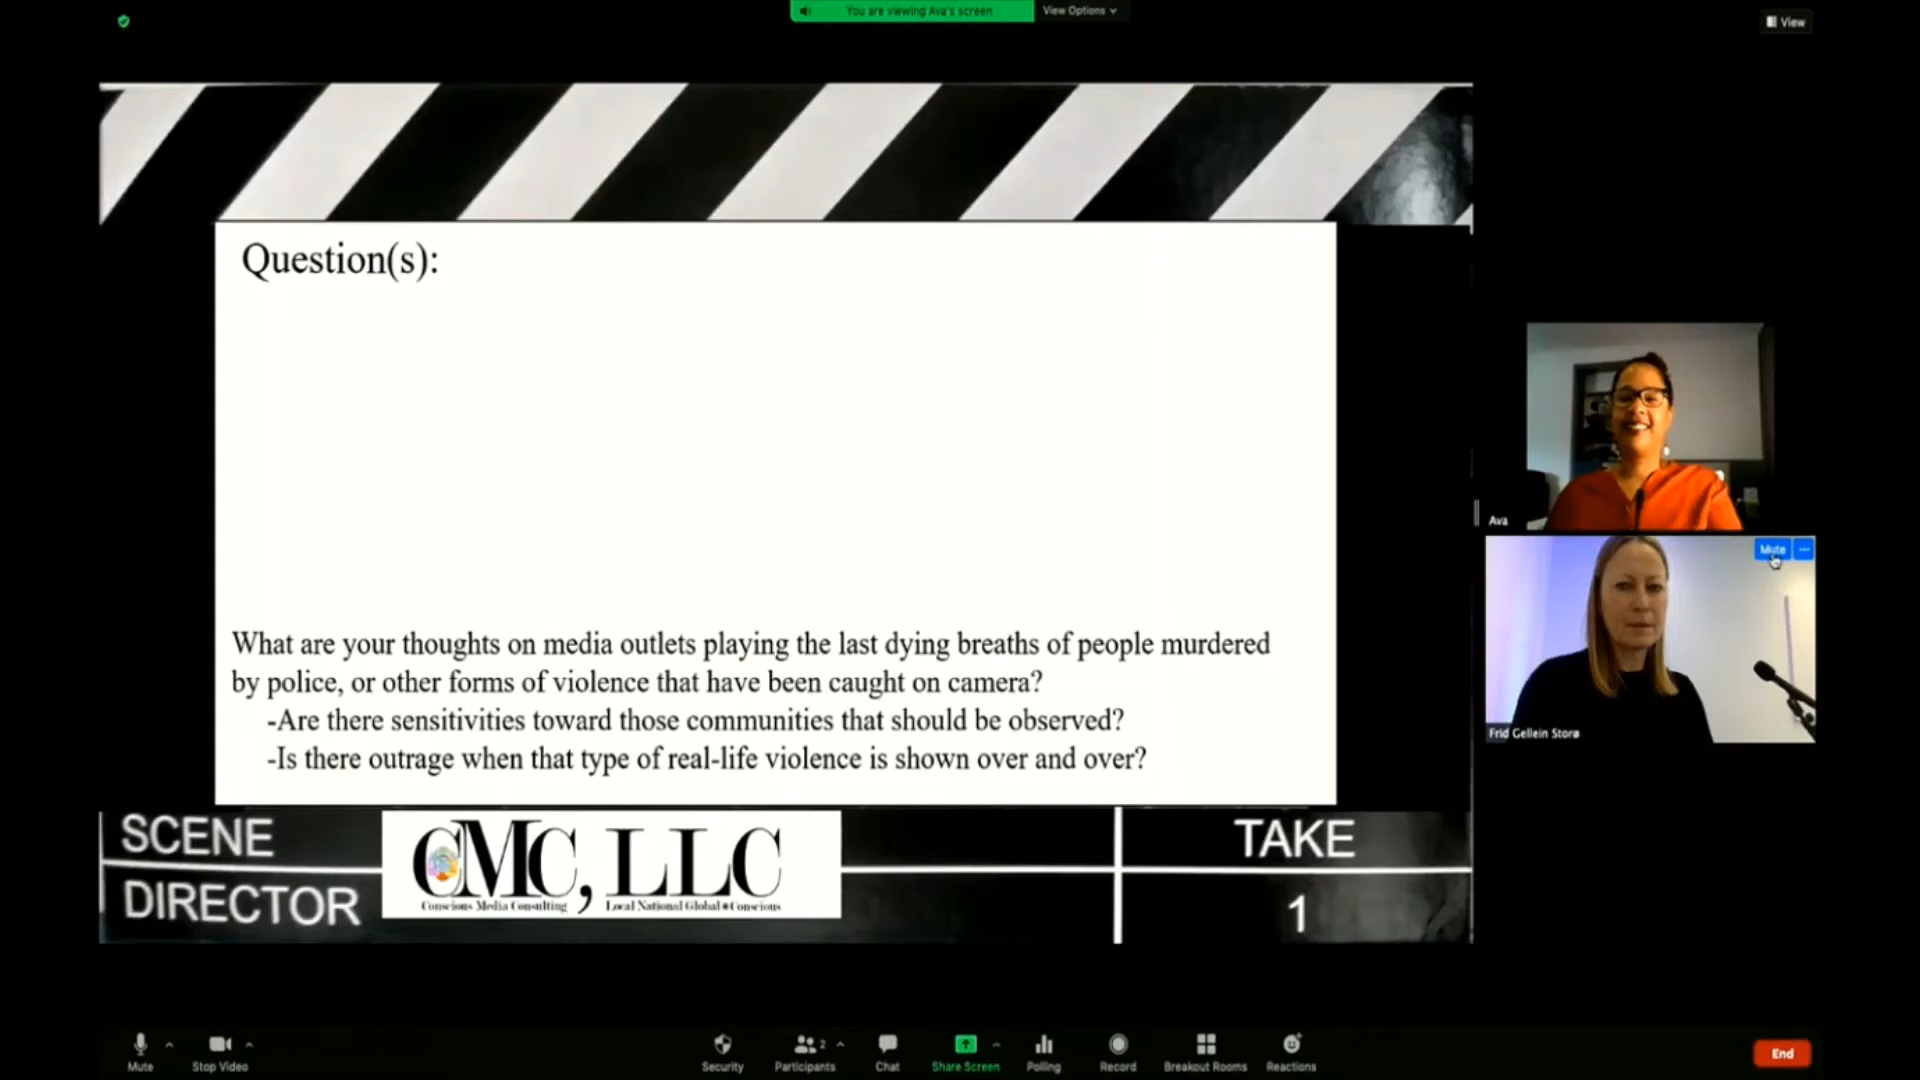 You are viewing Ava's screen
View Options
View
Question(s):
What are your thoughts on media outlets playing the last dying breaths of people murdered
by police, or other forms of violence that have been caught on camera?
-Are there sensitivities toward those communities that should be observed?
-Is there outrage when that type of real-life violence is shown over and over?
Ava
Mute
Frid Gellein Storø
SCENE
DIRECTOR
CMC, LLC
Conscious Media Consulting
Local National Global Conscious
TAKE
1
Mute
Stop Video
Security
Participants
2
Chat
Share Screen
Polling
Record
Breakout Rooms
Reactions
End